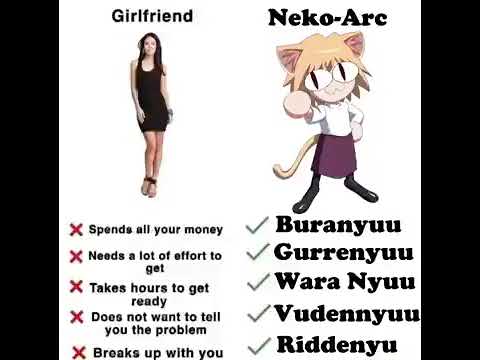 Girlfriend
Neko-Arc
Spends all your money
Needs a lot of effort to
get
Takes hours to get
ready
Does not want to tell
you the problem
Breaks up with you
Buranyuu
Gurrenyuu
Wara Nyuu
Vudennyuu
Riddenyu